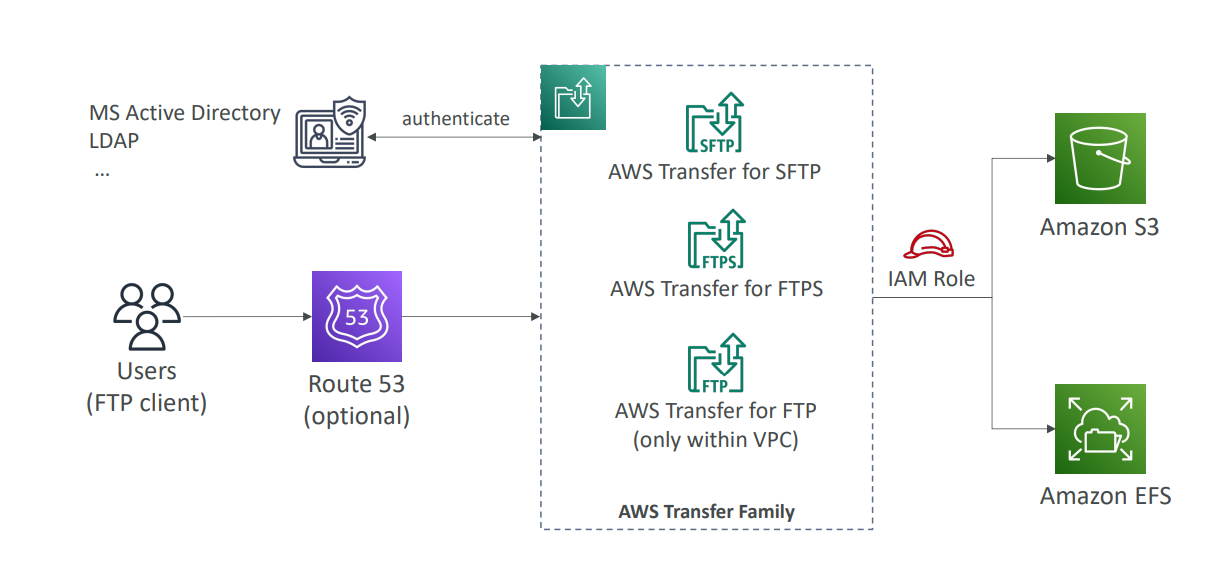 MS Active Directory
LDAP
...
authenticate
SFTP
AWS Transfer for SFTP
Amazon S3
FTPS
AWS Transfer for FTPS
IAM Role
53
Users
(FTP client)
Route 53
(optional)
FTP
AWS Transfer for FTP
(only within VPC)
Amazon EFS
AWS Transfer Family